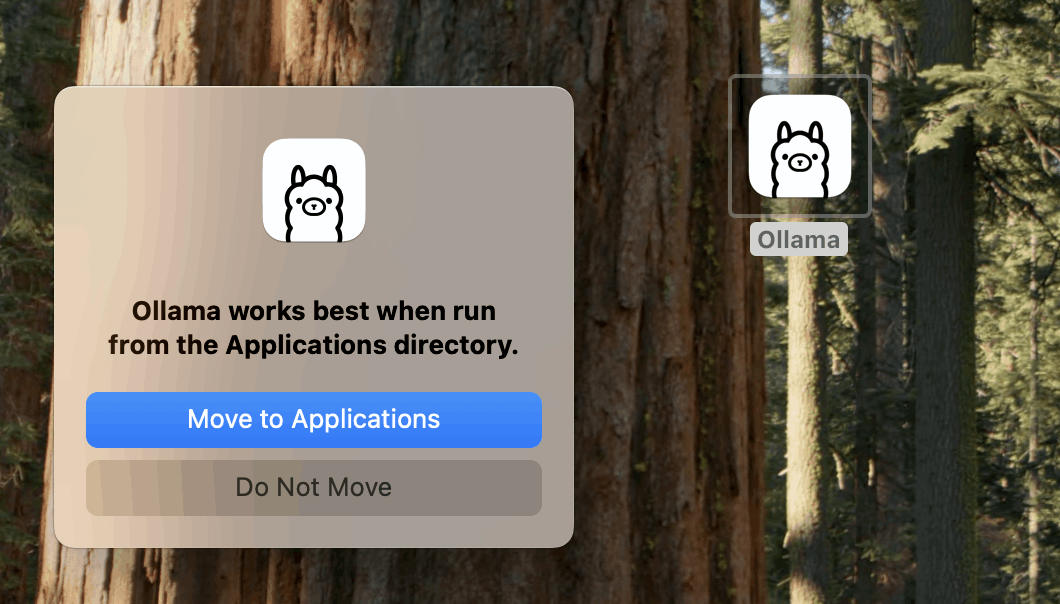 Ollama works best when run
from the Applications directory.
Move to Applications
Do Not Move
Ollama